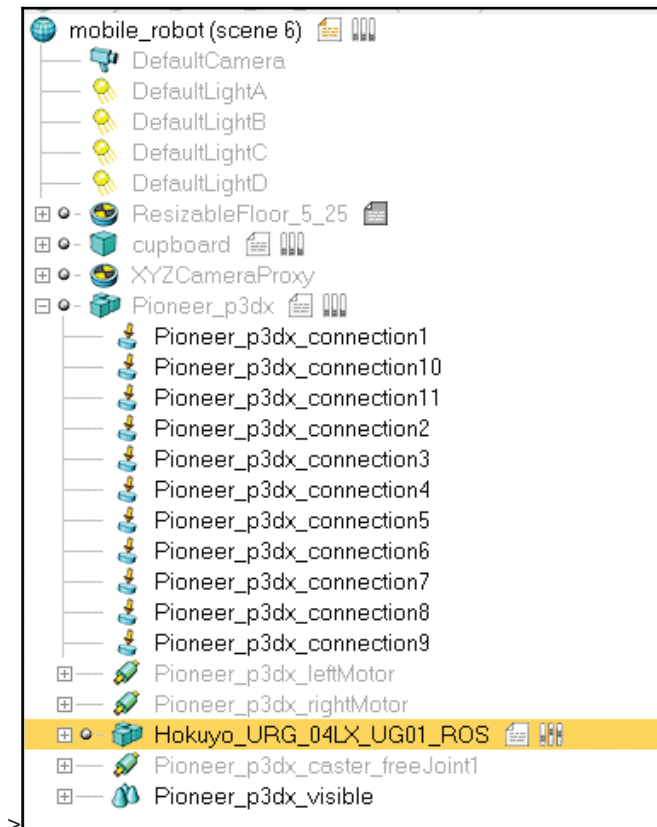 mobile_robot (scene 6)
DefaultCamera
DefaultLightA
DefaultLightB
DefaultLightC
DefaultLightD
ResizableFloor_5_25
cupboard
XYZCameraProxy
Pioneer_p3dx
Pioneer_p3dx_connection1
Pioneer_p3dx_connection10
Pioneer_p3dx_connection11
Pioneer_p3dx_connection2
Pioneer_p3dx_connection3
Pioneer_p3dx_connection4
Pioneer_p3dx_connection5
Pioneer_p3dx_connection6
Pioneer_p3dx_connection7
Pioneer_p3dx_connection8
Pioneer_p3dx_connection9
Pioneer_p3dx_leftMotor
Pioneer_p3dx_rightMotor
Hokuyo_URG_04LX_UG01_ROS
Pioneer_p3dx_caster_freeJoint1
Pioneer_p3dx_visible
>